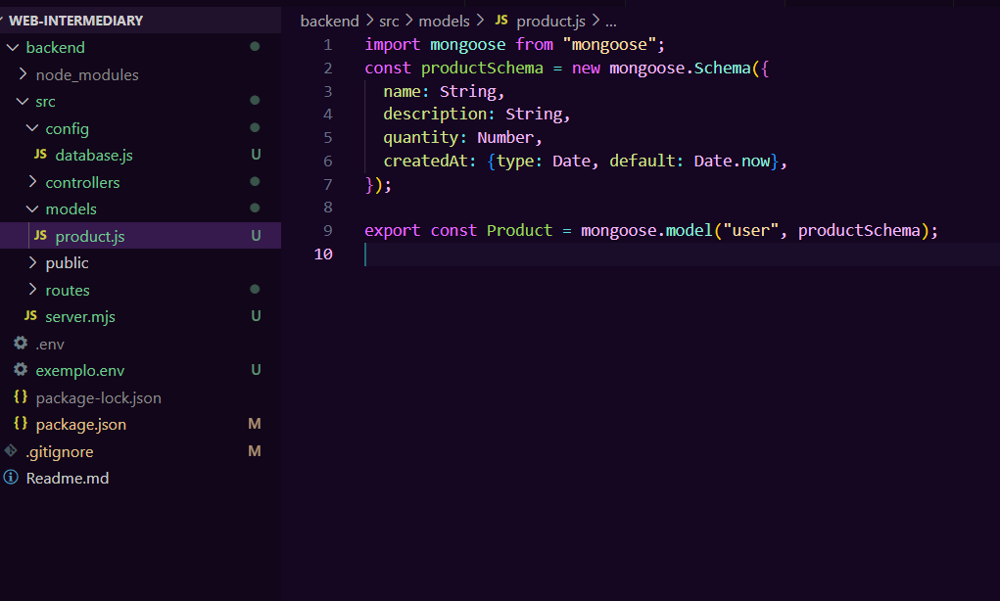 WEB-INTERMEDIARY
backend
node_modules
src
config
JS database.js U
controllers
models
JS product.js U
public
routes
JS server.mjs U
.env
exemplo.env U
{} package-lock.json
{} package.json M
.gitignore M
Readme.md
backend > src > models > JS product.js > ...
1 import mongoose from "mongoose";
2 const productSchema = new mongoose.Schema({
3   name: String,
4   description: String,
5   quantity: Number,
6   createdAt: {type: Date, default: Date.now},
7 });
8
9 export const Product = mongoose.model("user", productSchema);
10